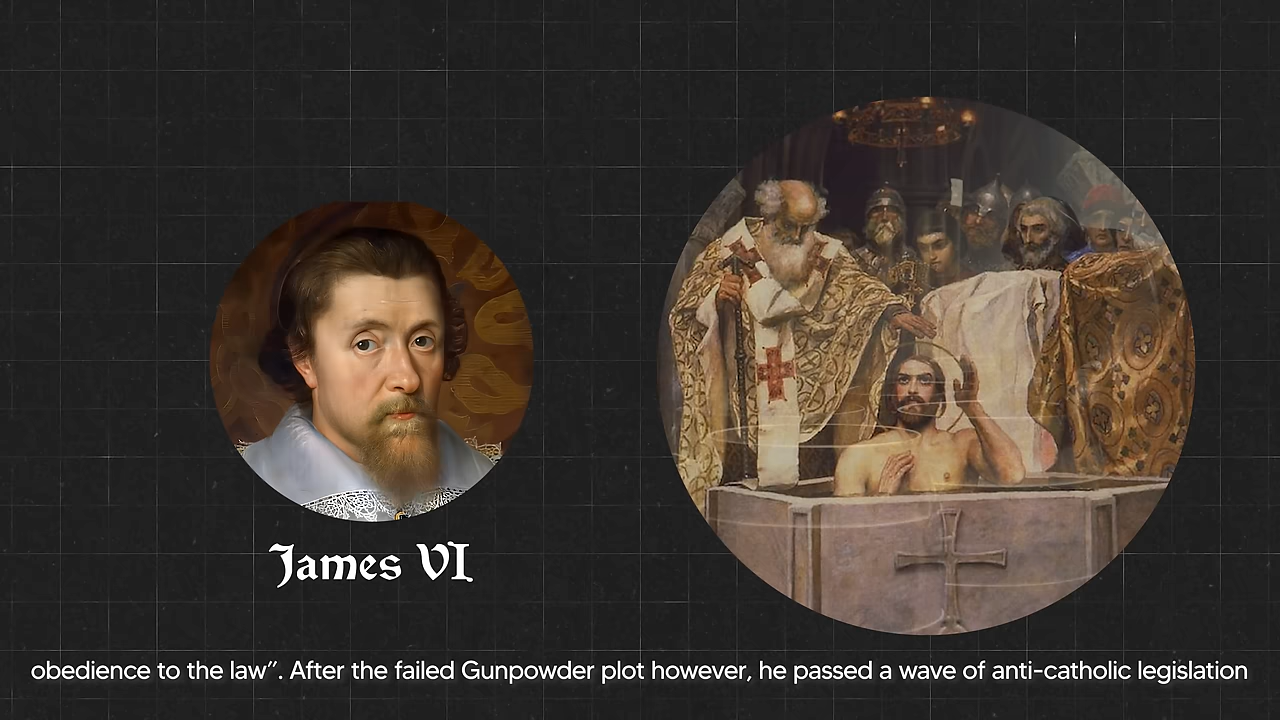 James VI
obedience to the law”. After the failed Gunpowder plot however, he passed a wave of anti-catholic legislation